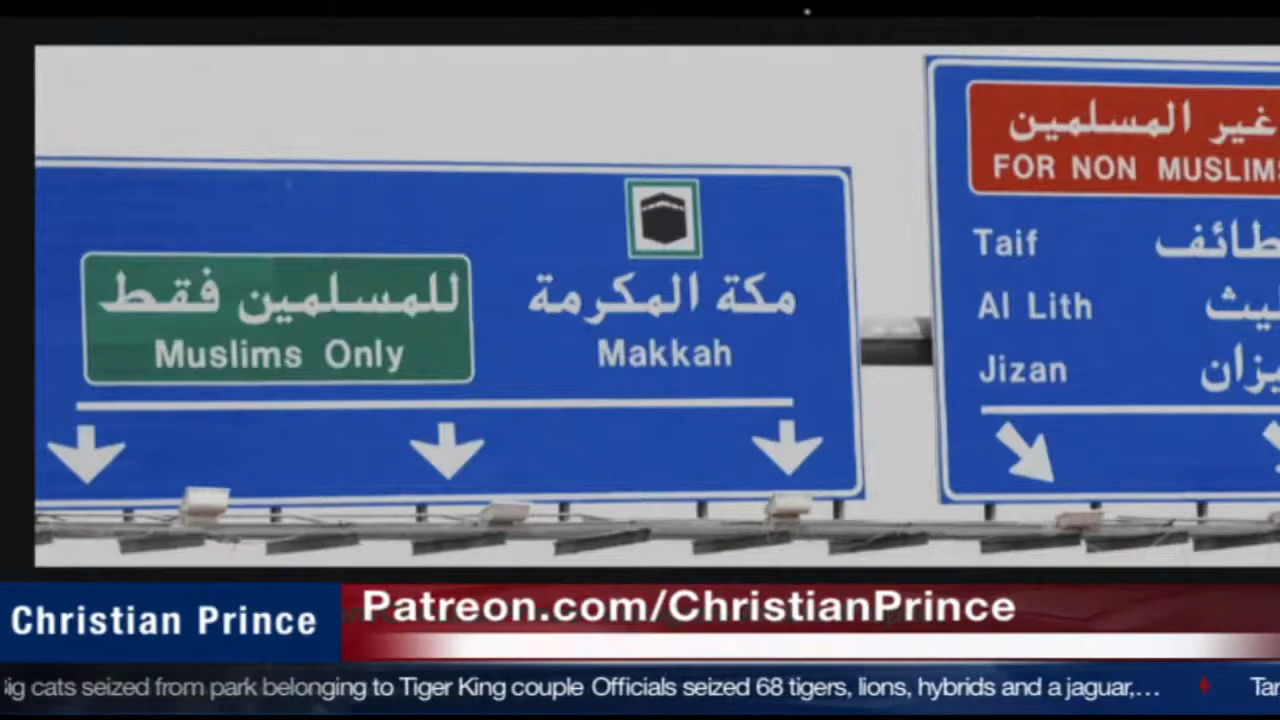 للمسلمين فقط
Muslims Only
مكة المكرمة
Makkah
غير المسلمين
FOR NON MUSLIMS
Taif
Al Lith
Jizan
Christian Prince
Patreon.com/ChristianPrince
cats seized from park belonging to Tiger King couple Officials seized 68 tigers, lions, hybrids and a jaguar,…